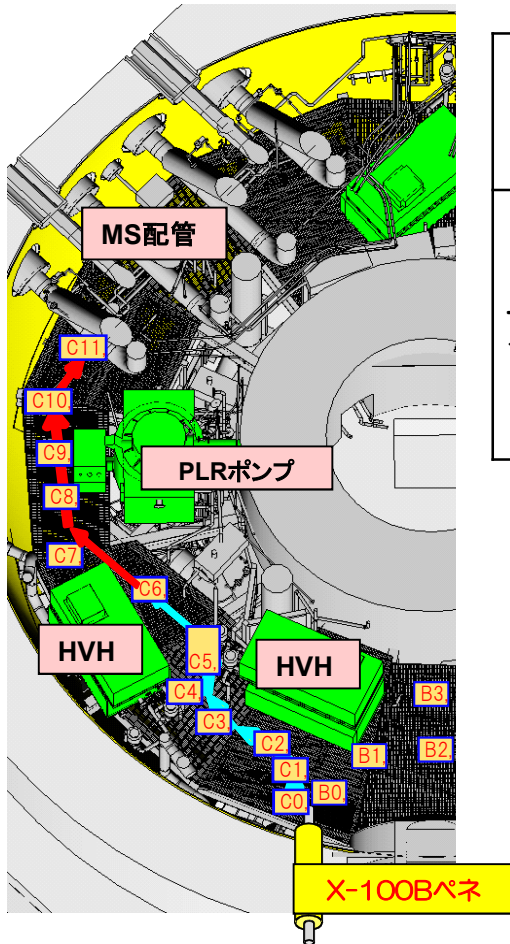 MS配管
C11,
C10,
C9,
PLRポンプ
C8,
C7,
C6,
HVH
HVH
C5,
C4,
B3,
C3,
C2,
B1,
B2,
C1,
C0,
B0,
X-100Bペネ